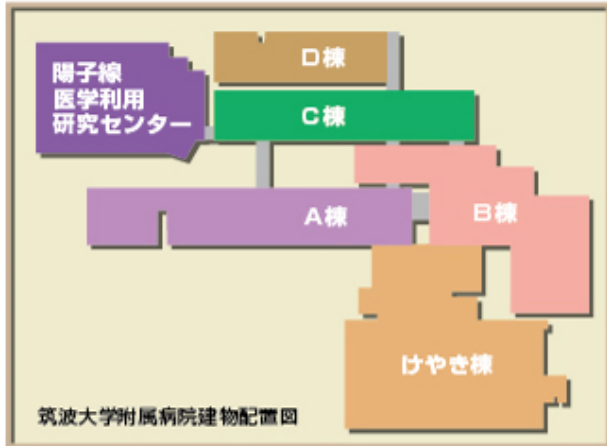 D棟
陽子線
医学利用
研究センター
C棟
A棟
B棟
けやき棟
筑波大学附属病院建物配置図